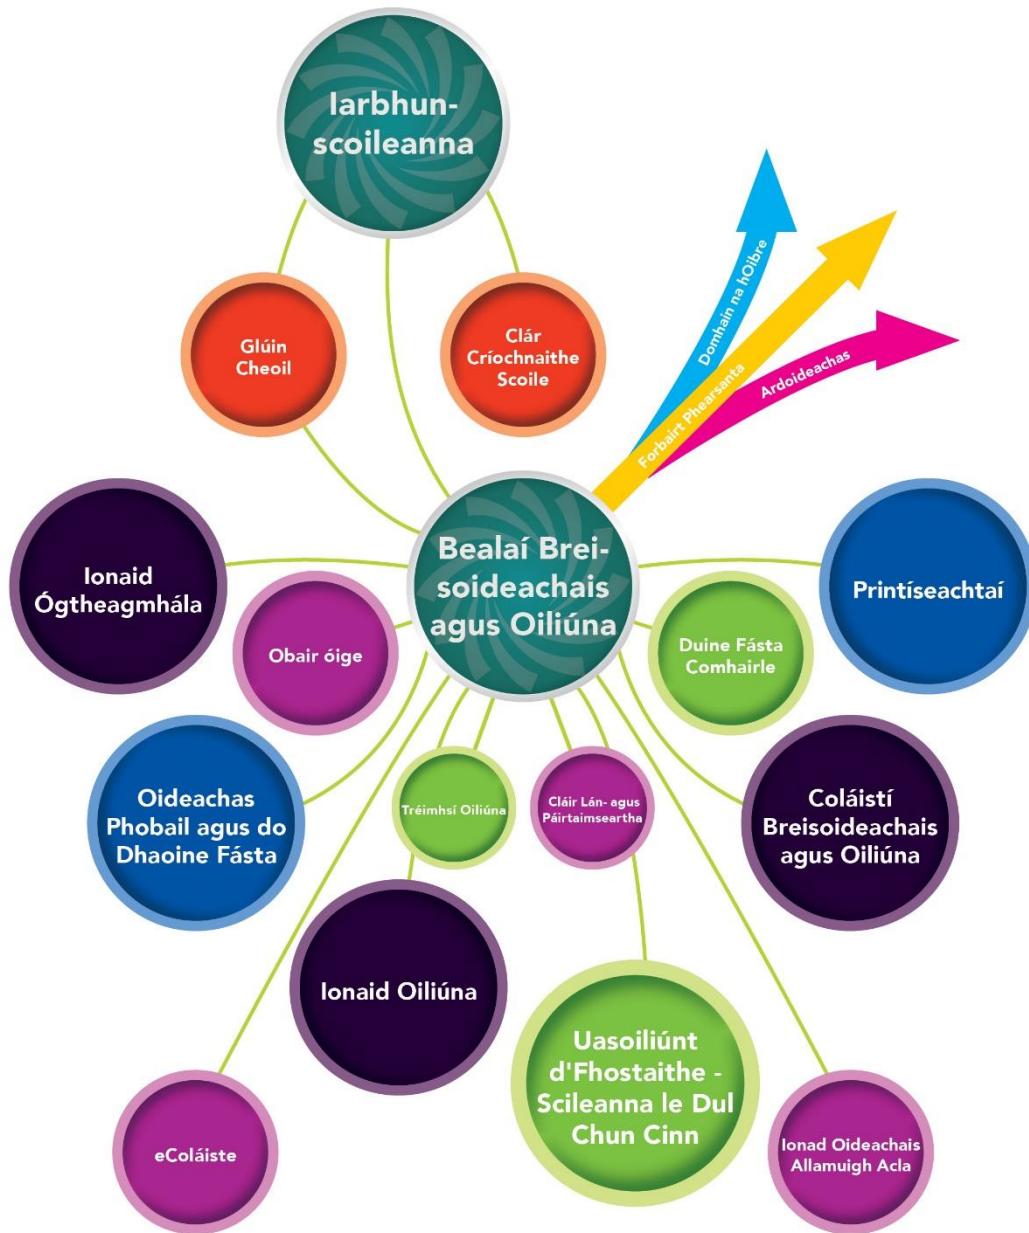 Iarbhun-
scoileanna
Glúin
Cheoil
Clár
Críochnaithe
Scoile
Domhain na hOibre
Forbairt Phearsanta
Ardoideachas
Bealaí Brei-
soideachais
agus Oiliúna
Ionaid
Ógtheagmhála
Obair óige
Duine Fásta
Comhairle
Printíseachtaí
Oideachas
Phobail agus do
Dhaoine Fásta
Tréimhsí Oiliúna
Cláir Lán- agus
Páirtaimseartha
Coláistí
Breisoideachais
agus Oiliúna
Ionaid Oiliúna
Uasoiliúnt
d'Fhostaithe -
Scileanna le Dul
Chun Cinn
eColáiste
Ionad Oideachais
Allamuigh Acla